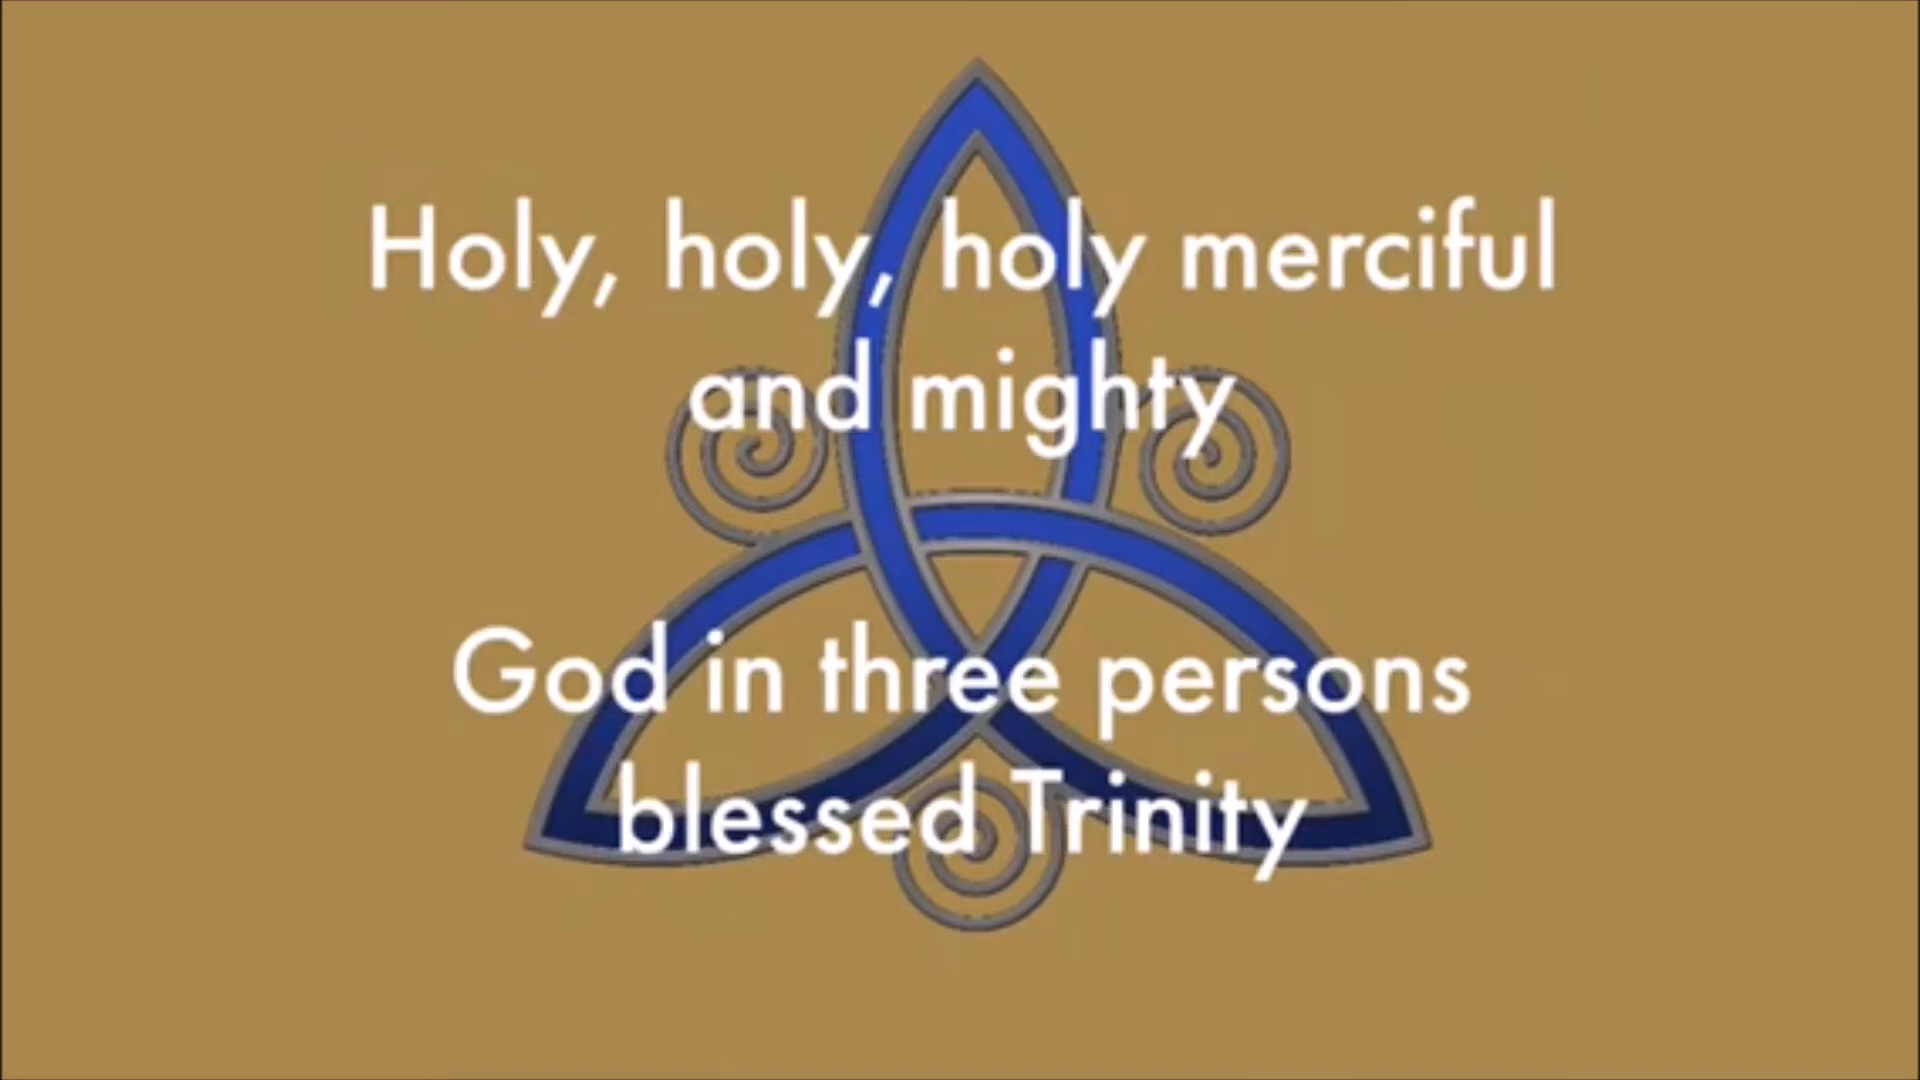 Holy, holy, holy merciful
and mighty
God in three persons
blessed Trinity